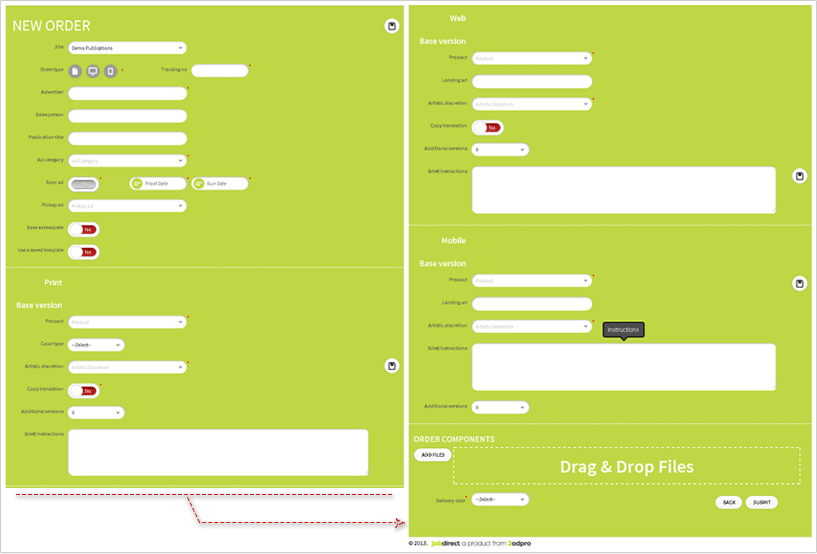 NEW ORDER
Site
Demo Publications
Order type
Tracking no
Advertiser
Sales person
Publication title
Ad category
Ad Category
Spec ad
Proof Date
Run Date
Pickup ad
Pickup Ad
Save as template
No
Use a saved template
No
Print
Base version
Product
Product
Color type
--Select--
Artistic discretion
Artistic Discretion
Copy translation
No
Additional versions
0
Brief/Instructions
Web
Base version
Product
Product
Landing url
Artistic discretion
Artistic Discretion
Copy translation
No
Additional versions
0
Brief/Instructions
Mobile
Base version
Product
Product
Landing url
Artistic discretion
Artistic Discretion
Instructions
Brief/Instructions
Additional versions
0
ORDER COMPONENTS
ADD FILES
Drag & Drop Files
Delivery date
--Select--
BACK
SUBMIT
© 2013, jobdirect a product from 2adpro